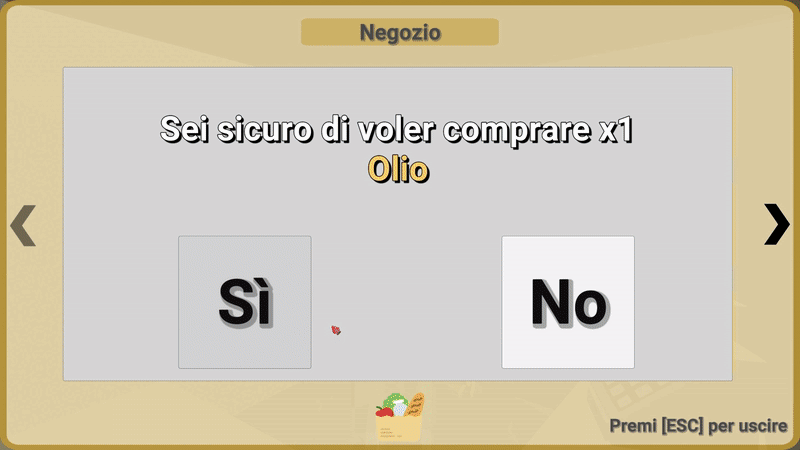 Negozio
Sei sicuro di voler comprare x1
Olio
Sì
No
Premi [ESC] per uscire